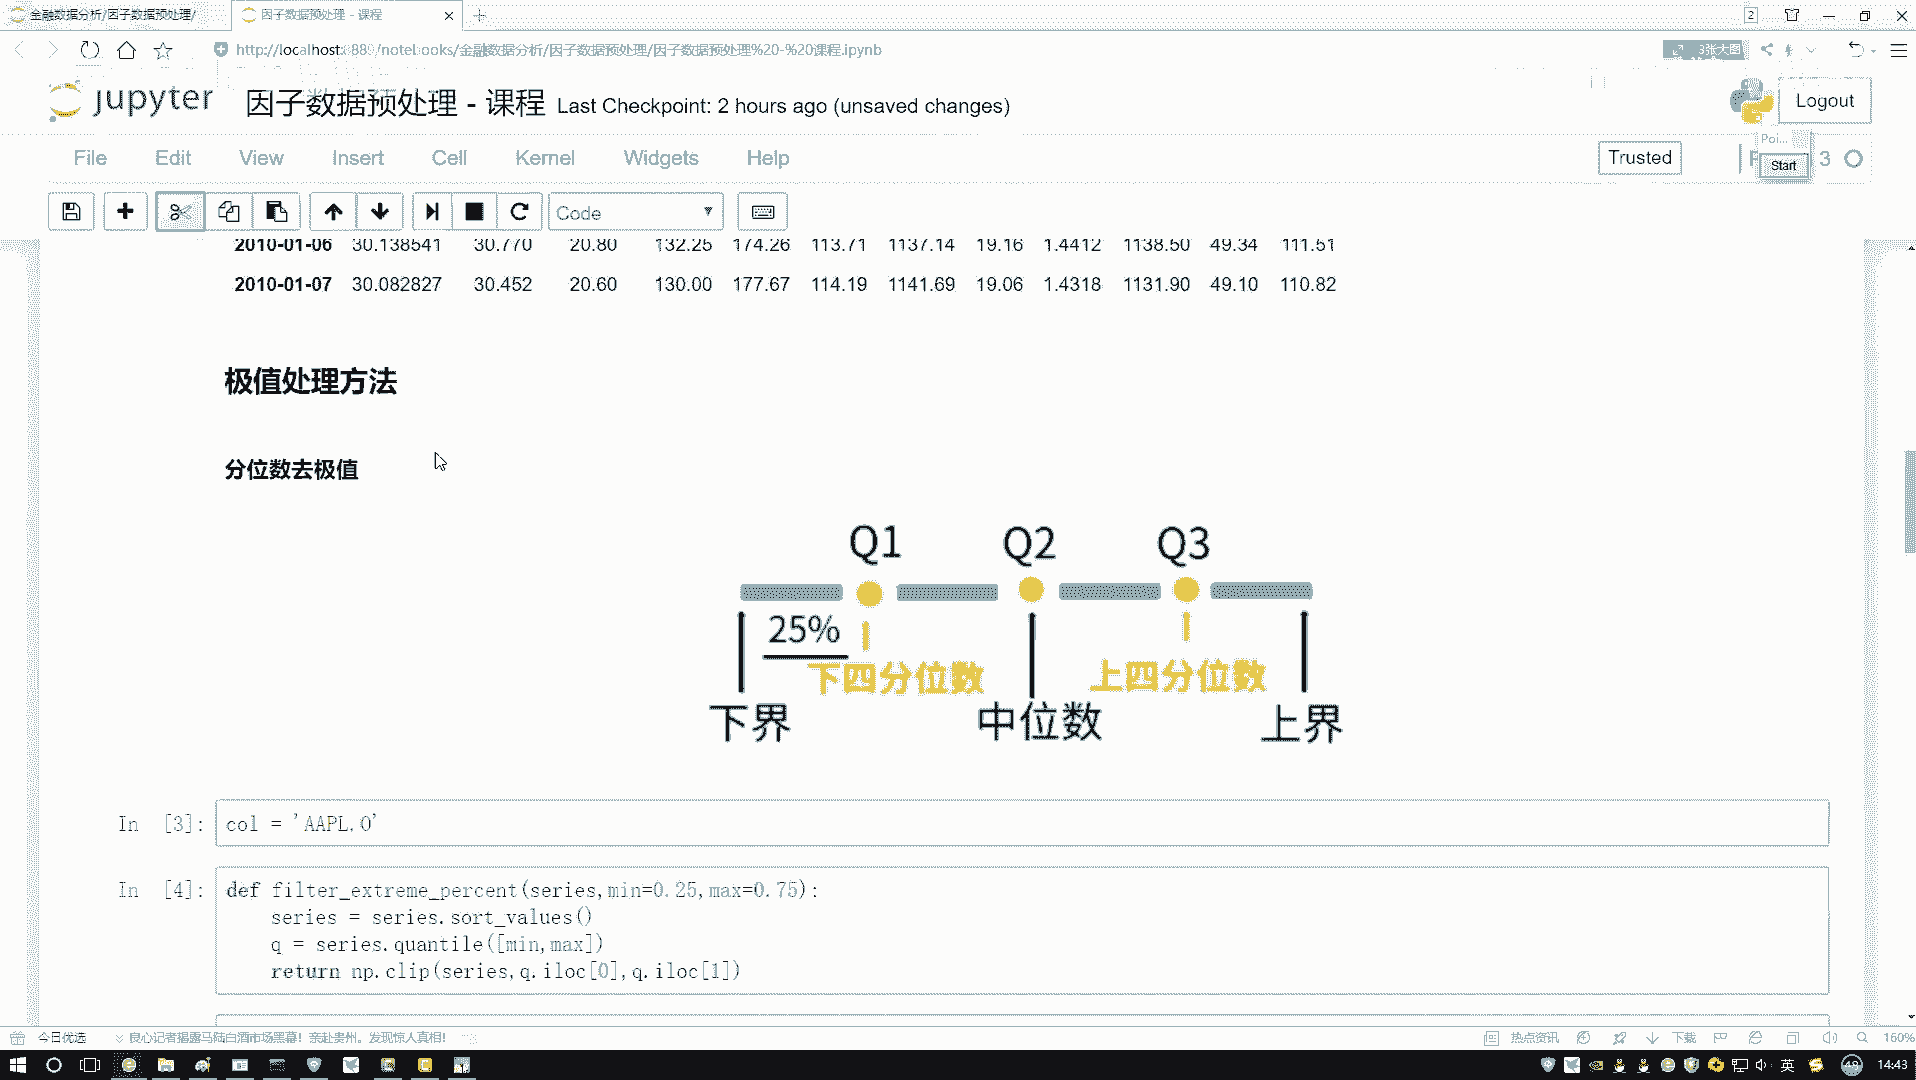 金融数据分析/因子数据预处理/
因子数据预处理 - 课程
2
http://localhost:8889/notebooks/金融数据分析/因子数据预处理/因子数据预处理%20-%20课程.ipynb
3张大图
jupyter 因子数据预处理 - 课程 Last Checkpoint: 2 hours ago (unsaved changes)
Logout
File Edit View Insert Cell Kernel Widgets Help
Trusted
Poi...
Start
3
Code
2010-01-06 30.138541 30.770 20.80 132.25 174.26 113.71 1137.14 19.16 1.4412 1138.50 49.34 111.51
2010-01-07 30.082827 30.452 20.60 130.00 177.67 114.19 1141.69 19.06 1.4318 1131.90 49.10 110.82
极值处理方法
分位数去极值
Q1 Q2 Q3
25%
下四分位数 上四分位数
下界 中位数 上界
In [3]: col = 'AAPL.O'
In [4]: def filter_extreme_percent(series,min=0.25,max=0.75):
series = series.sort_values()
q = series.quantile([min,max])
return np.clip(series,q.iloc[0],q.iloc[1])
今日优选
良心记者揭露马陆白酒市场黑幕！亲赴贵州。发现惊人真相！
热点资讯
下载
160%
英
49
14:43